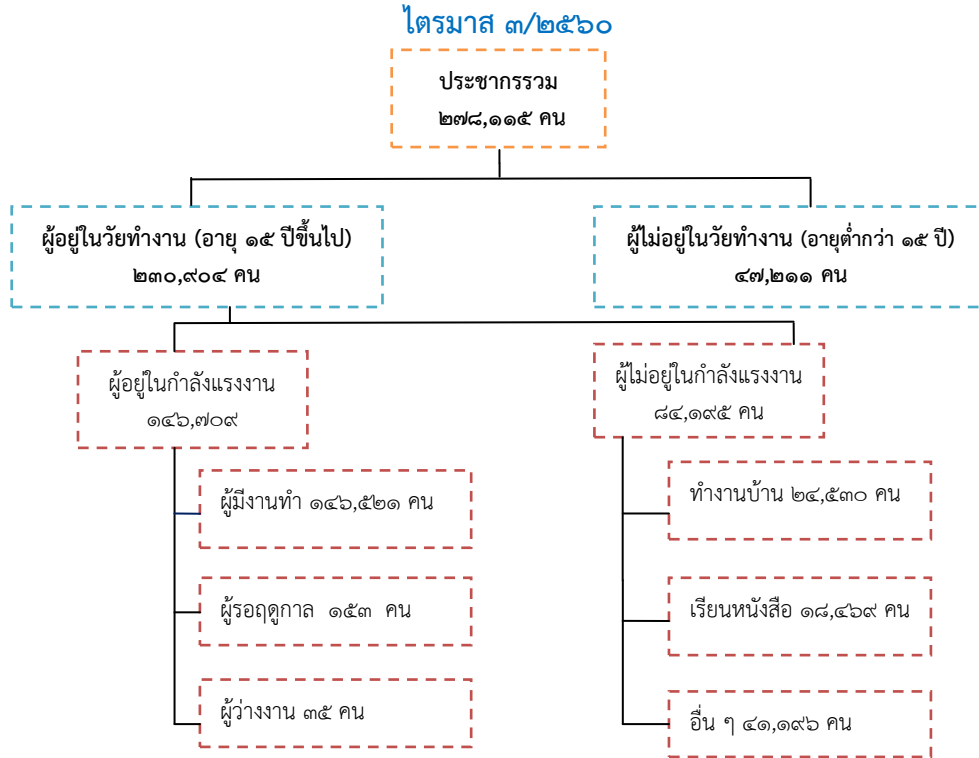 ไตรมาส ๓/๒๕๖๐
ประชากรรวม
๒๗๘,๑๑๕ คน
ผู้อยู่ในวัยทำงาน (อายุ ๑๕ ปีขึ้นไป)
๒๓๐,๙๐๔ คน
ผู้ไม่อยู่ในวัยทำงาน (อายุต่ำกว่า ๑๕ ปี)
๔๗,๒๑๑ คน
ผู้อยู่ในกำลังแรงงาน
๑๔๖,๗๐๙
ผู้ไม่อยู่ในกำลังแรงงาน
๘๔,๑๙๕ คน
ผู้มีงานทำ ๑๔๖,๕๒๑ คน
ผู้รอฤดูกาล ๑๕๓ คน
ผู้ว่างงาน ๓๕ คน
ทำงานบ้าน ๒๔,๕๓๐ คน
เรียนหนังสือ ๑๘,๔๖๙ คน
อื่น ๆ ๔๑,๑๙๖ คน